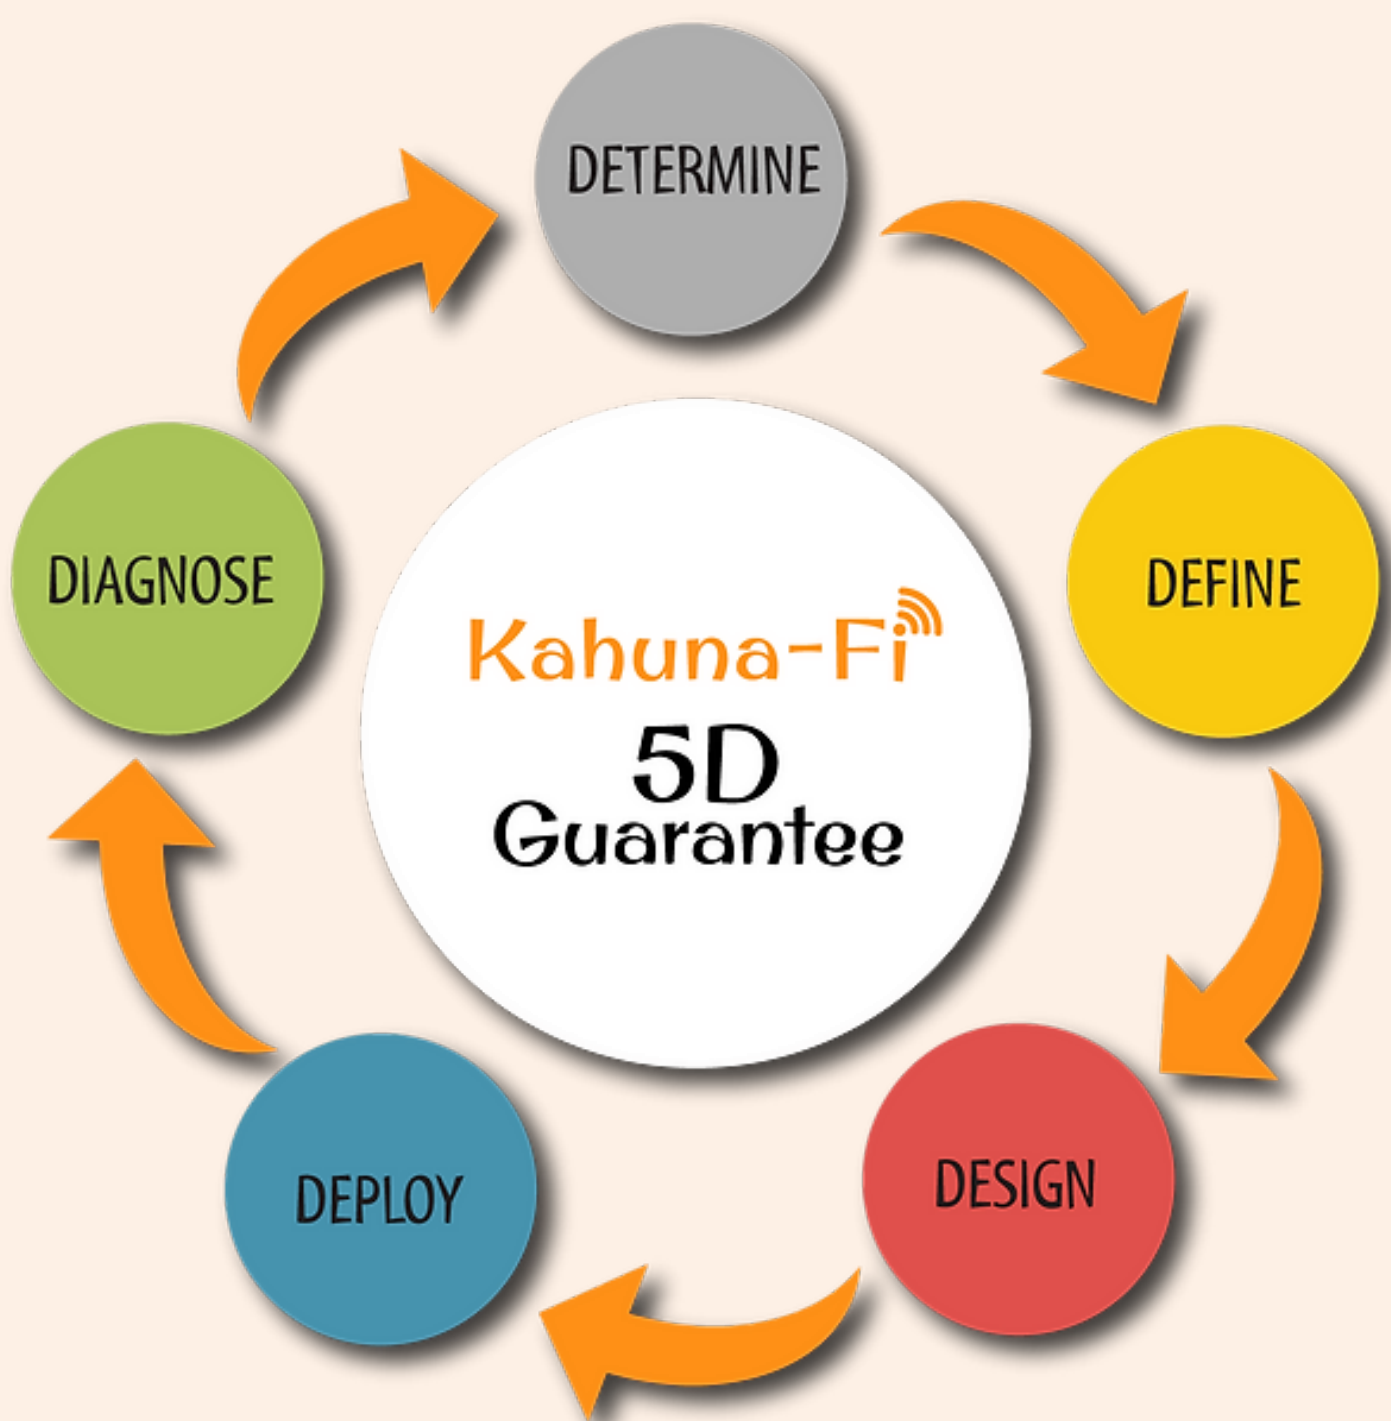 DETERMINE
DEFINE
DESIGN
DEPLOY
DIAGNOSE
Kahuna-Fi
5D
Guarantee